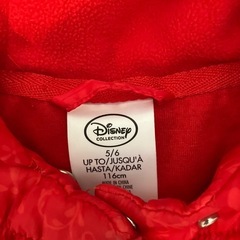 Disney
COLLECTION
5/6
UP TO/JUSQU'À
HASTA/KADAR
116cm
MADE IN CHINA